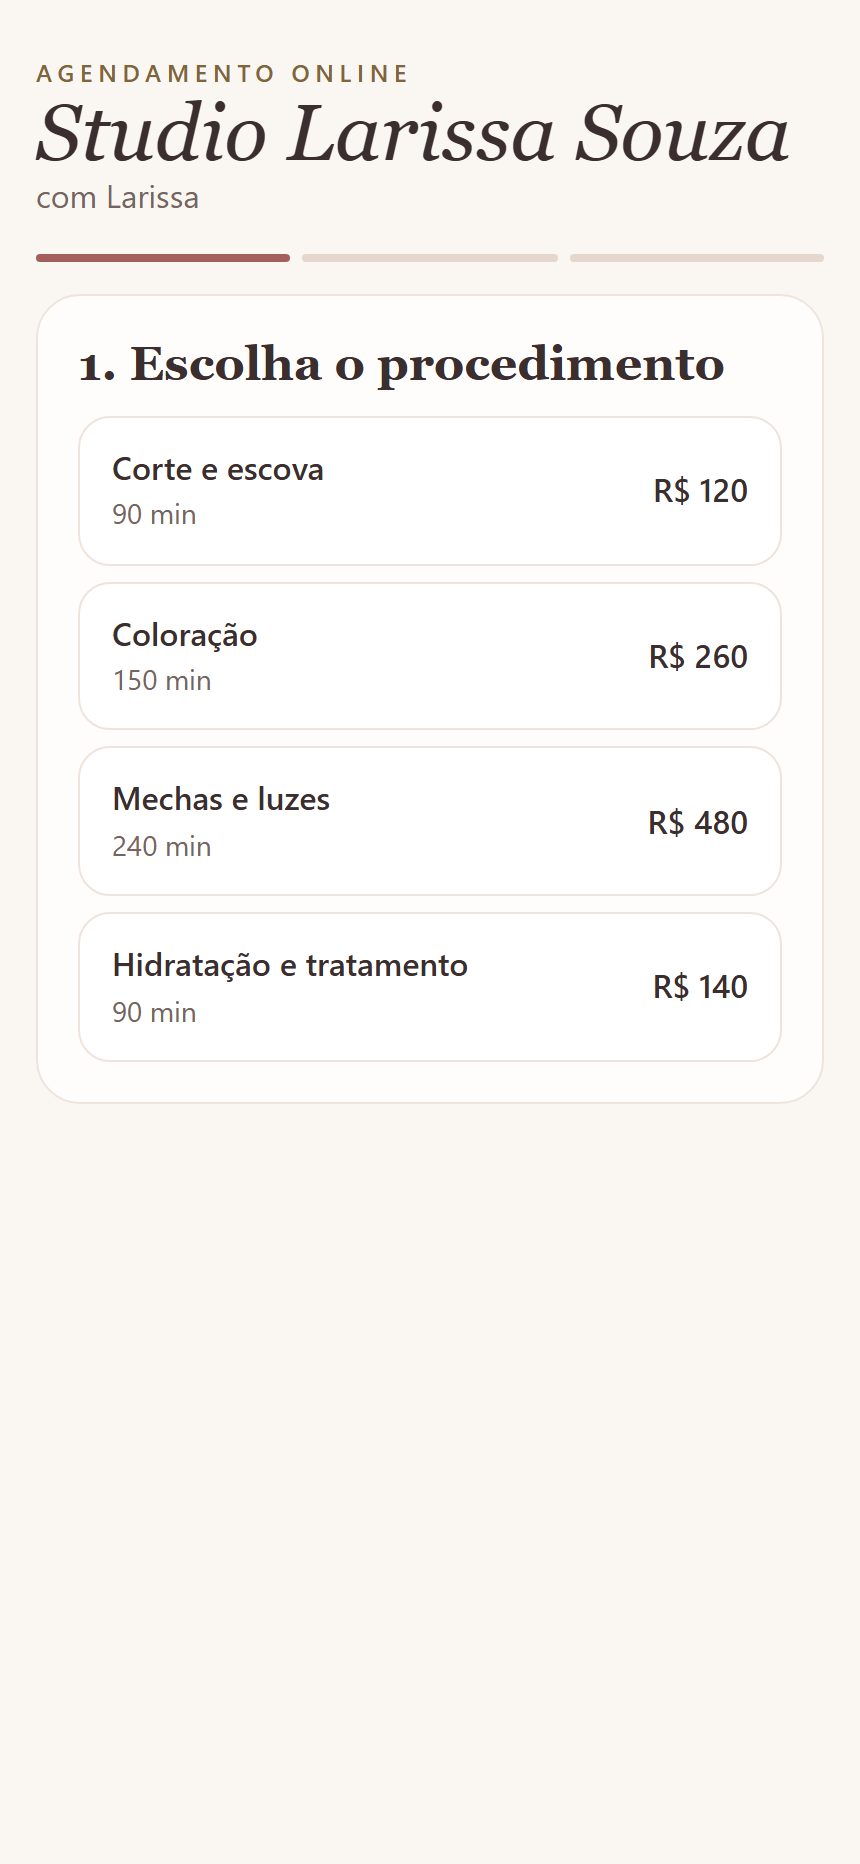 AGENDAMENTO ONLINE
Studio Larissa Souza
com Larissa
1. Escolha o procedimento
Corte e escova
90 min
R$ 120
Coloração
150 min
R$ 260
Mechas e luzes
240 min
R$ 480
Hidratação e tratamento
90 min
R$ 140